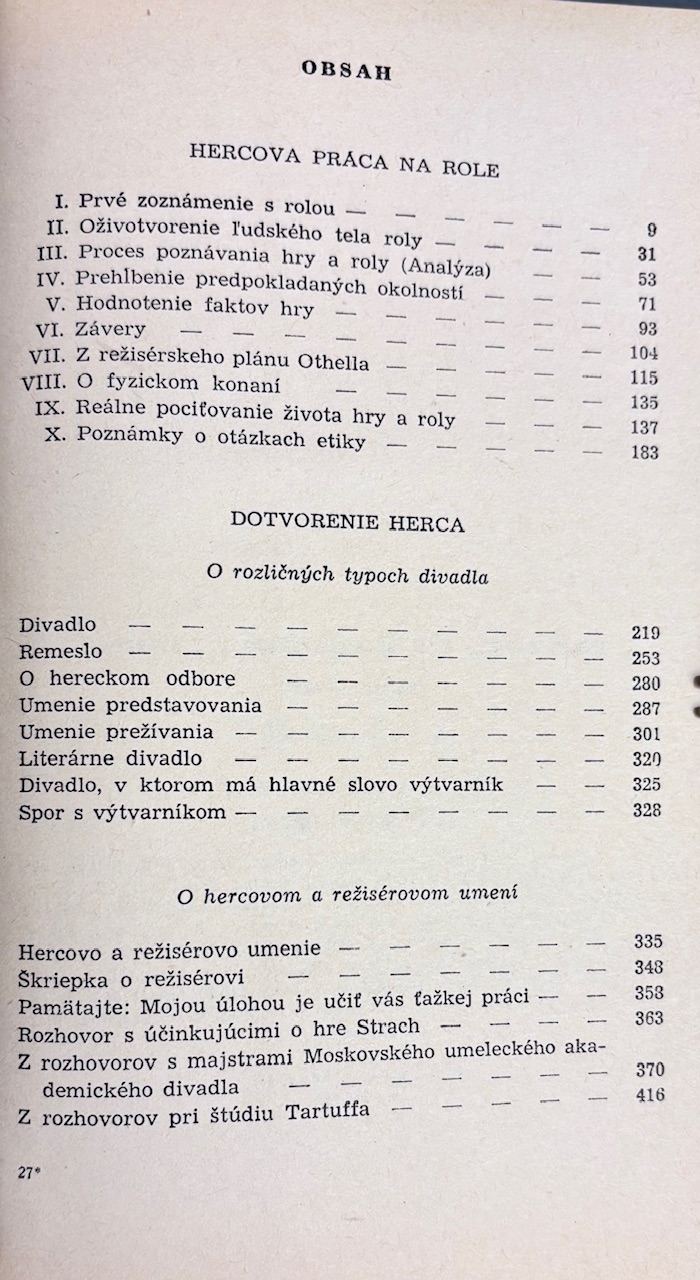 OBSAH
HERCOVA PRÁCA NA ROLE
I. Prvé zoznámenie s rolou — — — — — — 9
II. Oživotvorenie ľudského tela roly — — — — 31
III. Proces poznávania hry a roly (Analýza) — — 53
IV. Prehĺbenie predpokladaných okolností — — — 71
V. Hodnotenie faktov hry — — — — — — 93
VI. Závery — — — — — — — — — 104
VII. Z režisérskeho plánu Othella — — — — — 115
VIII. O fyzickom konaní — — — — — — 135
IX. Reálne pociťovanie života hry a roly — — — 137
X. Poznámky o otázkach etiky — — — — — 183
DOTVORENIE HERCA
O rozličných typoch divadla
Divadlo — — — — — — — — — — 219
Remeslo — — — — — — — — — — 253
O hereckom odbore — — — — — — — 280
Umenie predstavovania — — — — — — — 287
Umenie prežívania — — — — — — — — 301
Literárne divadlo — — — — — — — — 320
Divadlo, v ktorom má hlavné slovo výtvarník — — 325
Spor s výtvarníkom — — — — — — — — 328
O hercovom a režisérovom umení
Hercovo a režisérovo umenie — — — — — — 335
Škriepka o režisérovi — — — — — — — 348
Pamätajte: Mojou úlohou je učiť vás ťažkej práci — — 358
Rozhovor s účinkujúcimi o hre Strach — — — — 363
Z rozhovorov s majstrami Moskovského umeleckého aka-
demického divadla — — — — — — — 370
Z rozhovorov pri štúdiu Tartuffa — — — — — 416
27*